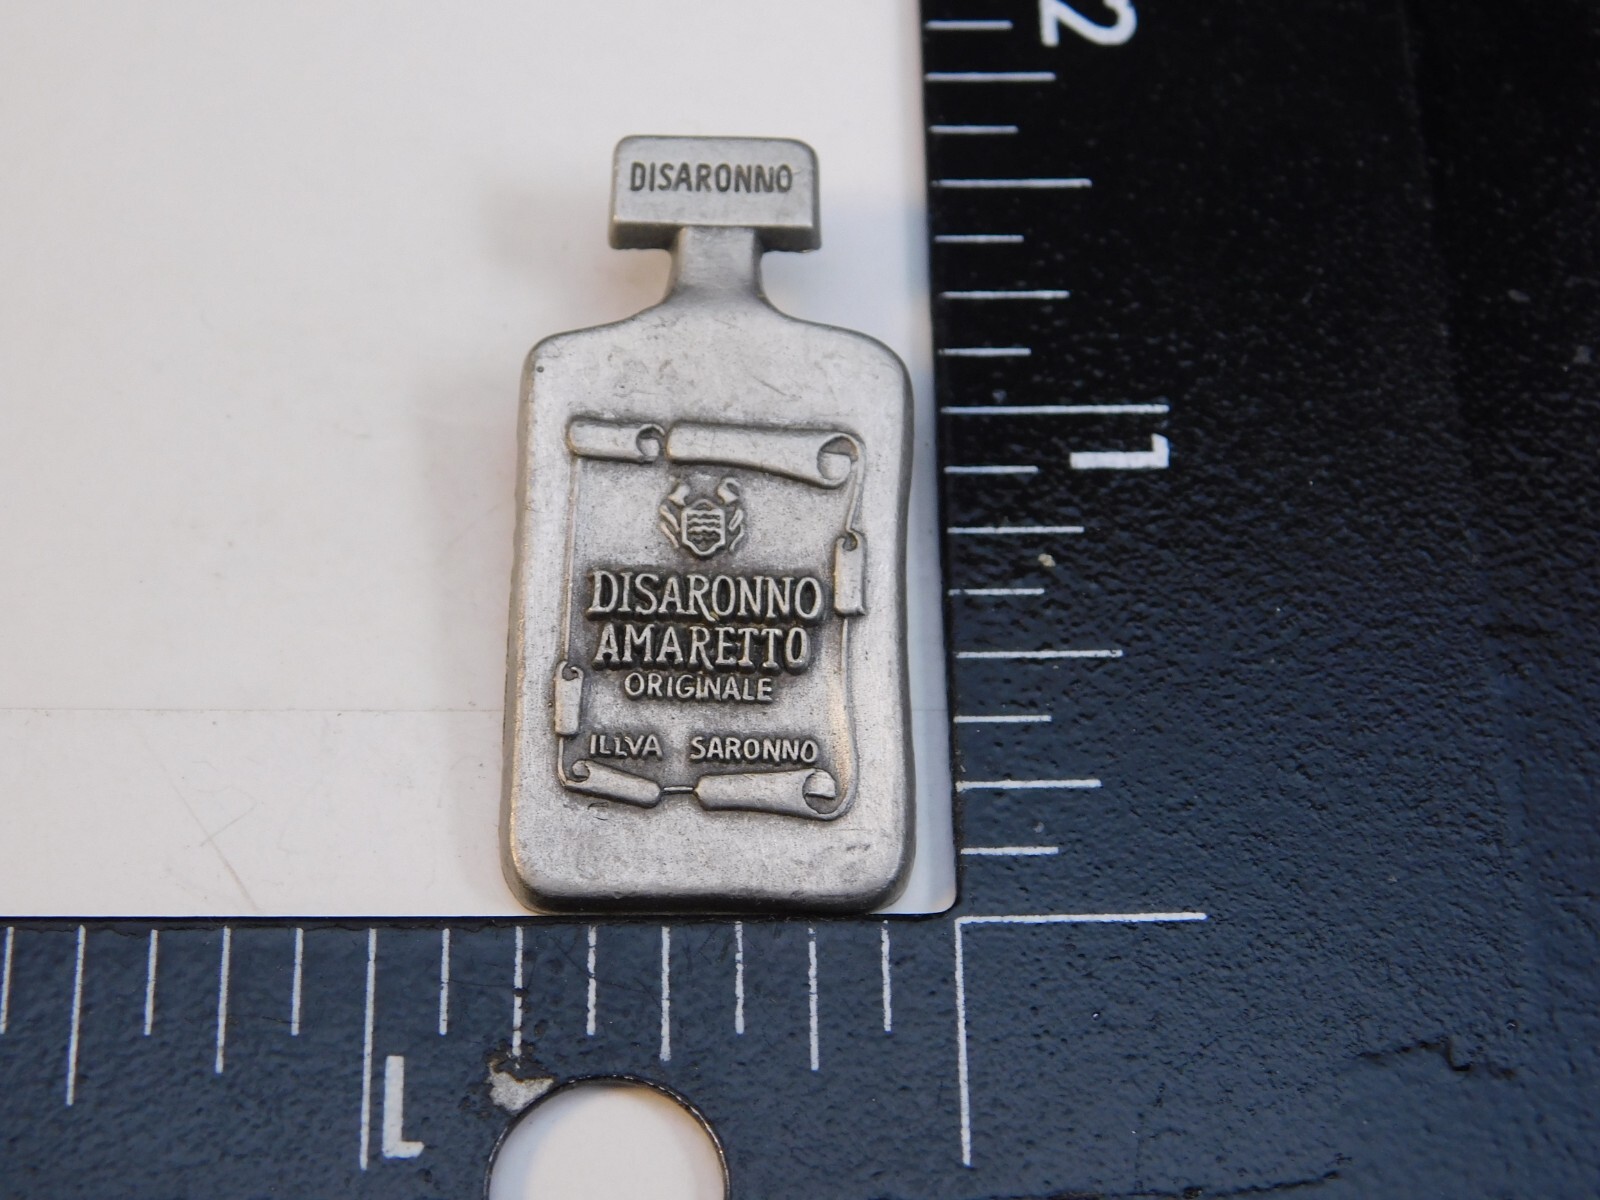 2
DISARONNO
1
DISARONNO
AMARETTO
ORIGINALE
ILLVA SARONNO
1